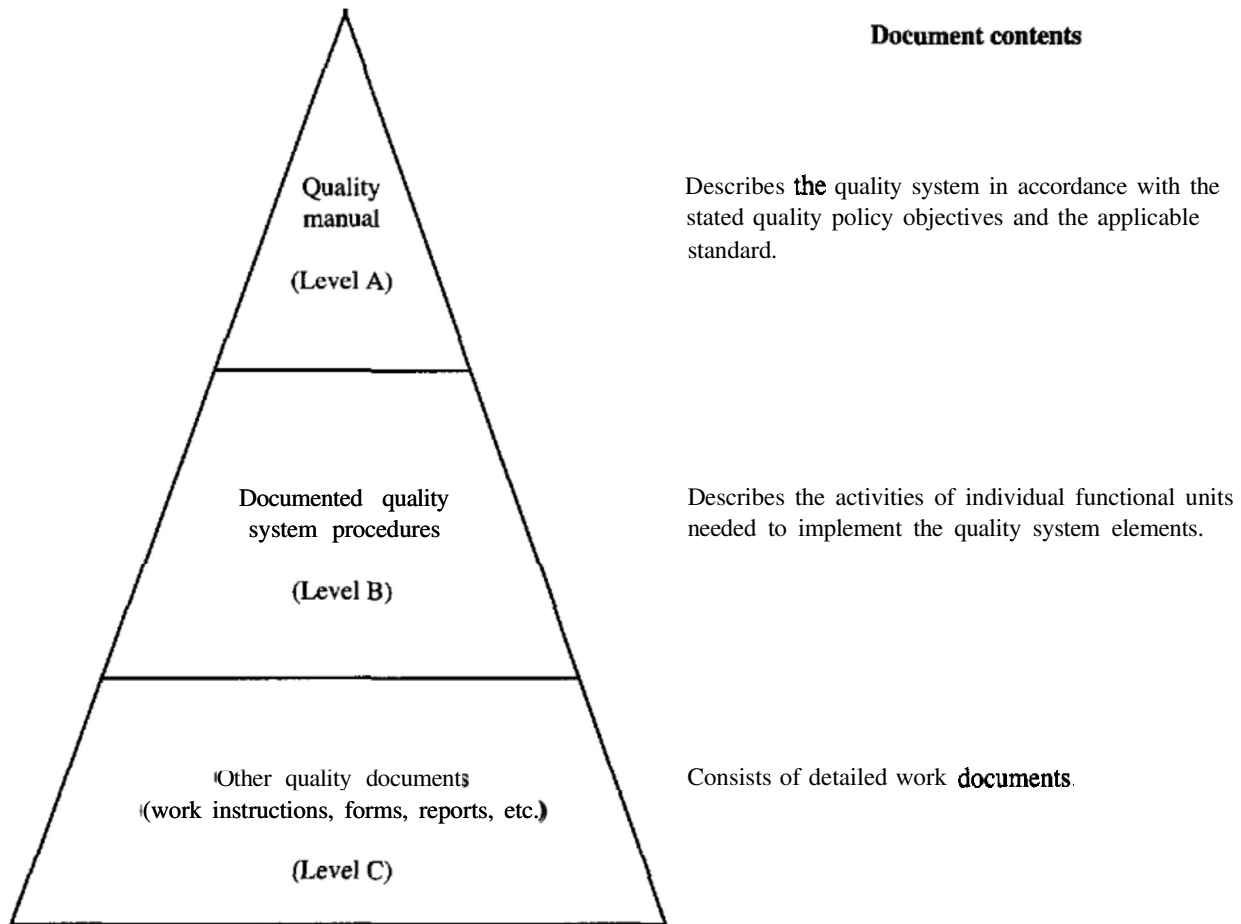 Document contents
Quality
manual
(Level A)
Describes the quality system in accordance with the
stated quality policy objectives and the applicable
standard.
Documented quality
system procedures
(Level B)
Describes the activities of individual functional units
needed to implement the quality system elements.
Other quality documents
(work instructions, forms, reports, etc.)
(Level C)
Consists of detailed work documents.